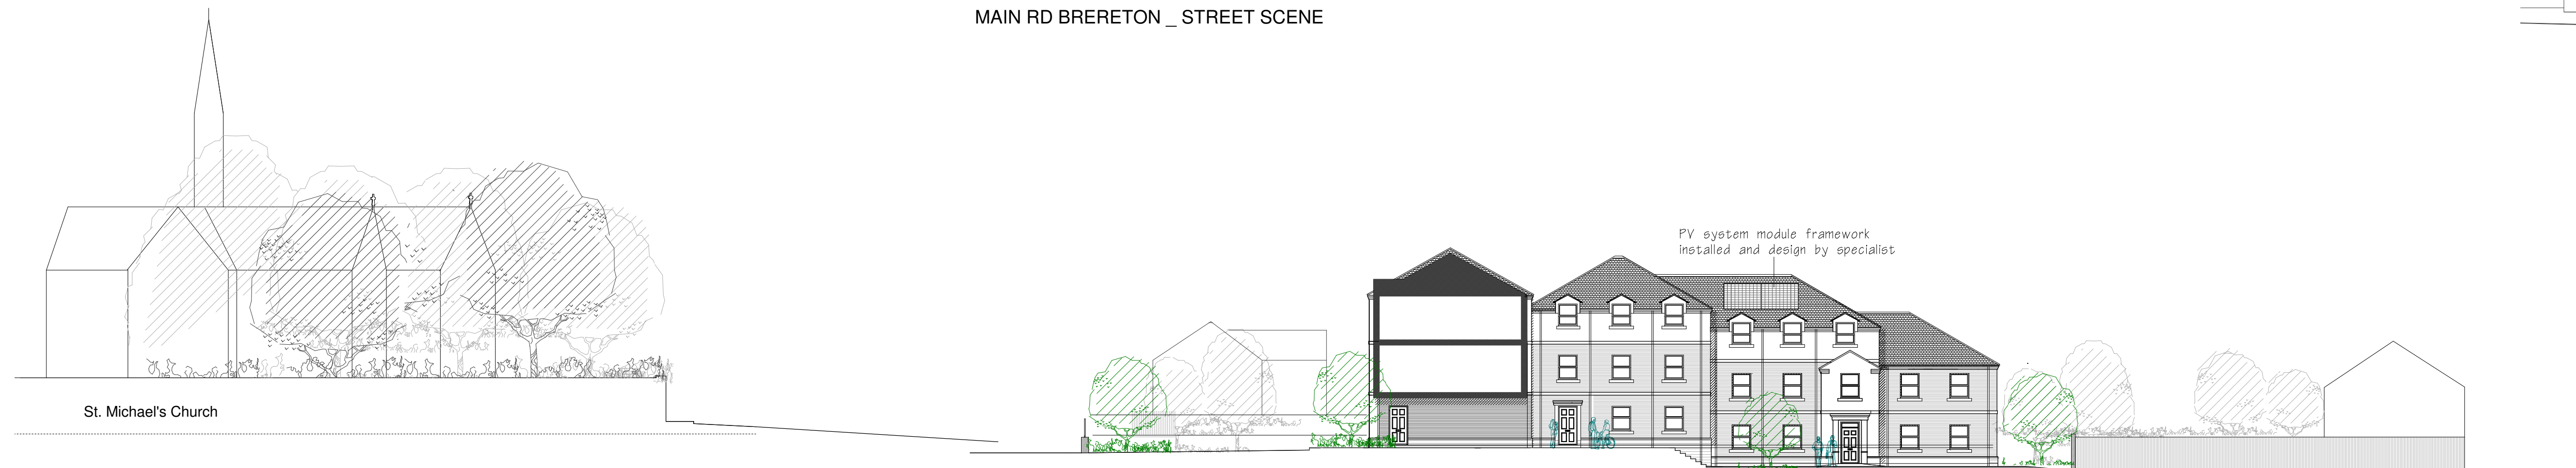 MAIN RD BRERETON _ STREET SCENE
PV system module framework
installed and design by specialist
St. Michael's Church